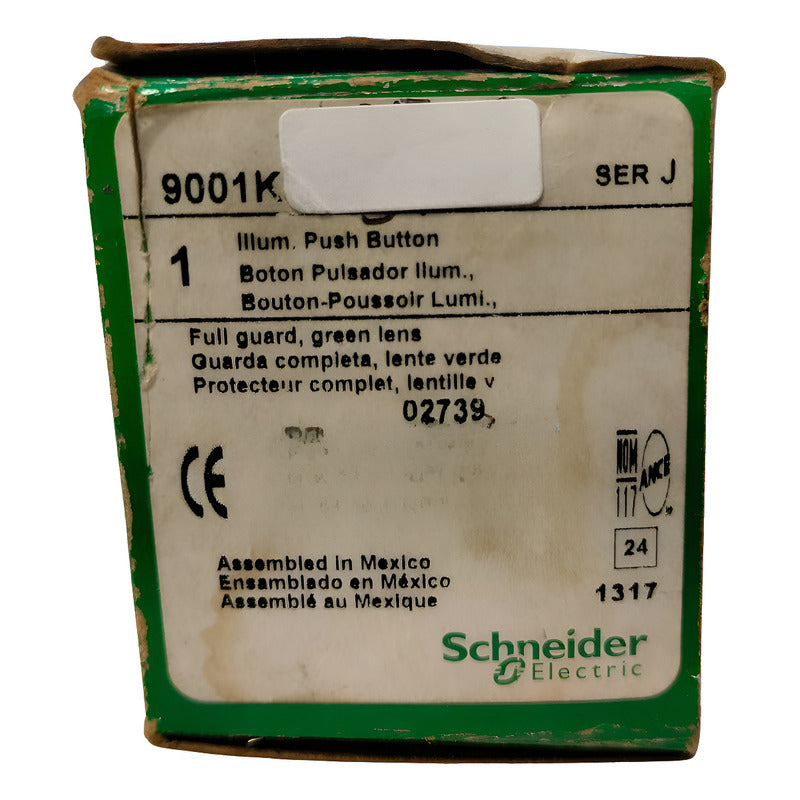 9001K
SER J
1
Illum. Push Button
Boton Pulsador Ilum.,
Bouton-Poussoir Lumi.,
Full guard, green lens
Guarda completa, lente verde
Protecteur complet, lentille v
02739
CE
NOM
117
ANCE
24
Assembled in Mexico
Ensamblado en México
Assemblé au Mexique
1317
Schneider
Electric